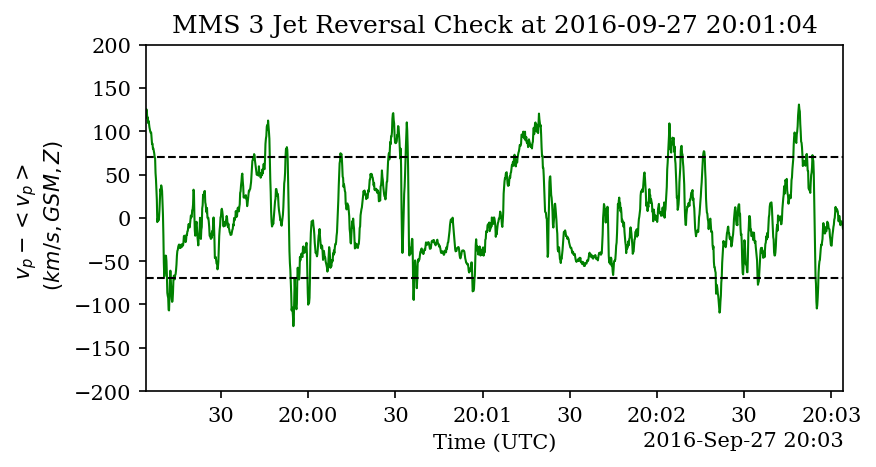 MMS 3 Jet Reversal Check at 2016-09-27 20:01:04
200
150
100
50
0
−50
−100
−150
−200
v_p − < v_p >
(km/s, GSM, Z)
30 20:00 30 20:01 30 20:02 30 20:03
Time (UTC)
2016-Sep-27 20:03